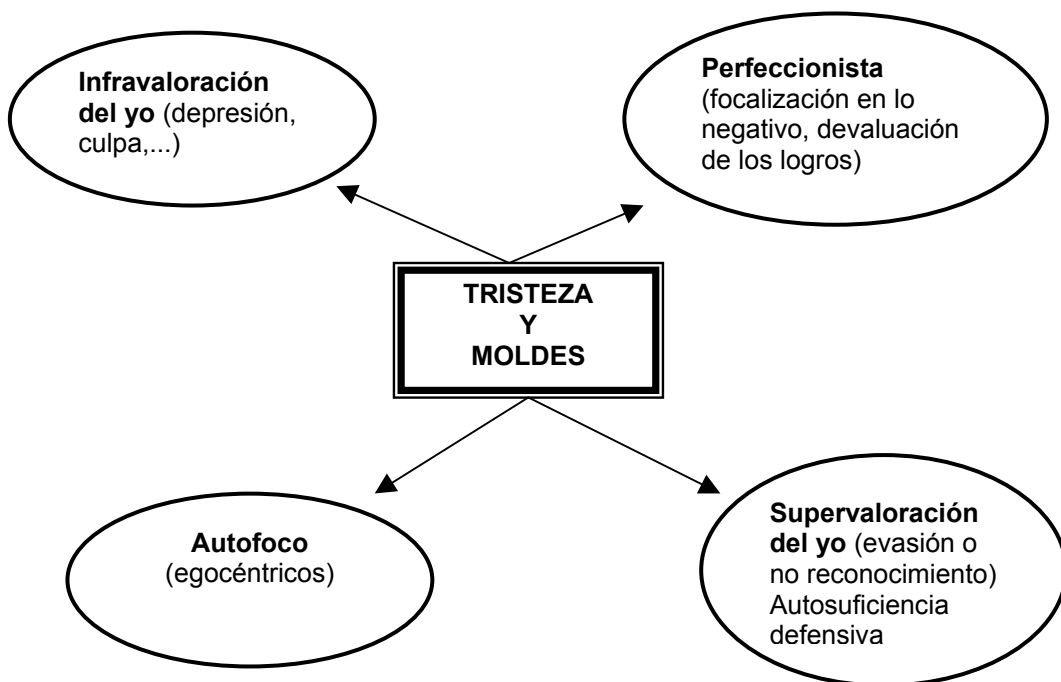 Infravaloración
del yo (depresión,
culpa,...)
Perfeccionista
(focalización en lo
negativo, devaluación
de los logros)
TRISTEZA
Y
MOLDES
Autofoco
(egocéntricos)
Supervaloración
del yo (evasión o
no reconocimiento)
Autosuficiencia
defensiva